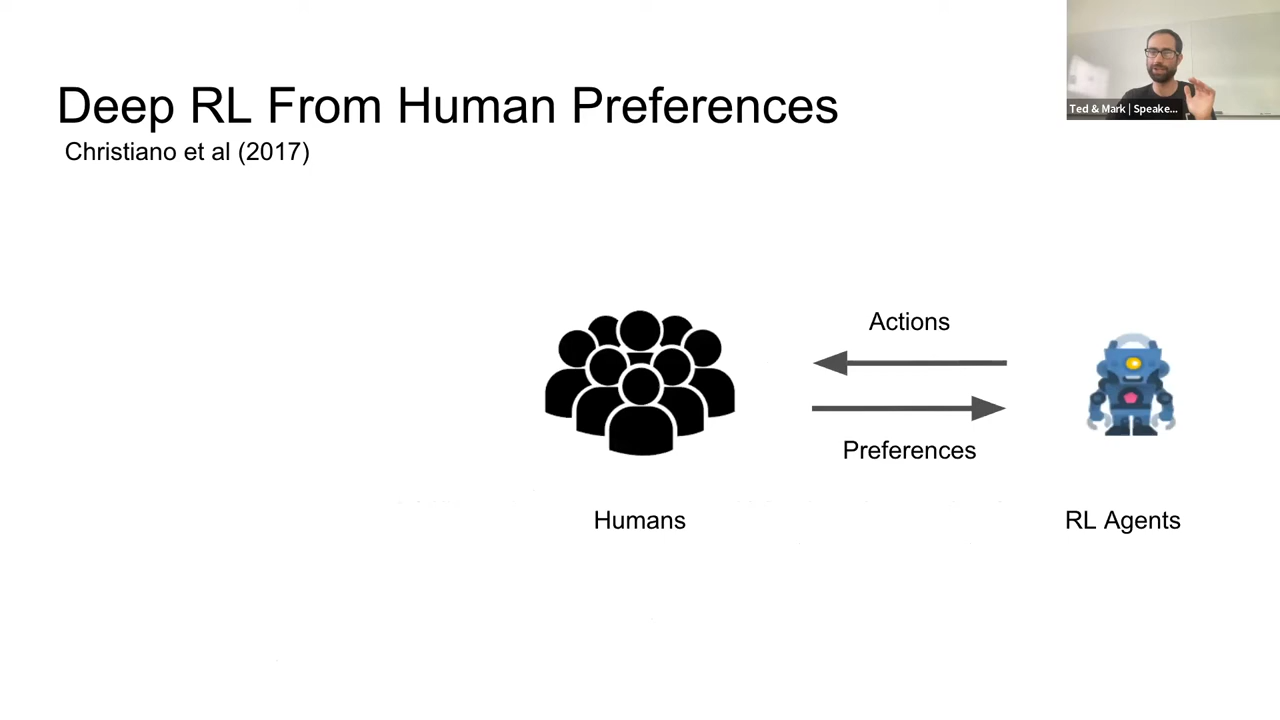 Deep RL From Human Preferences
Christiano et al (2017)
Ted & Mark | Speake...
Actions
Preferences
Humans
RL Agents